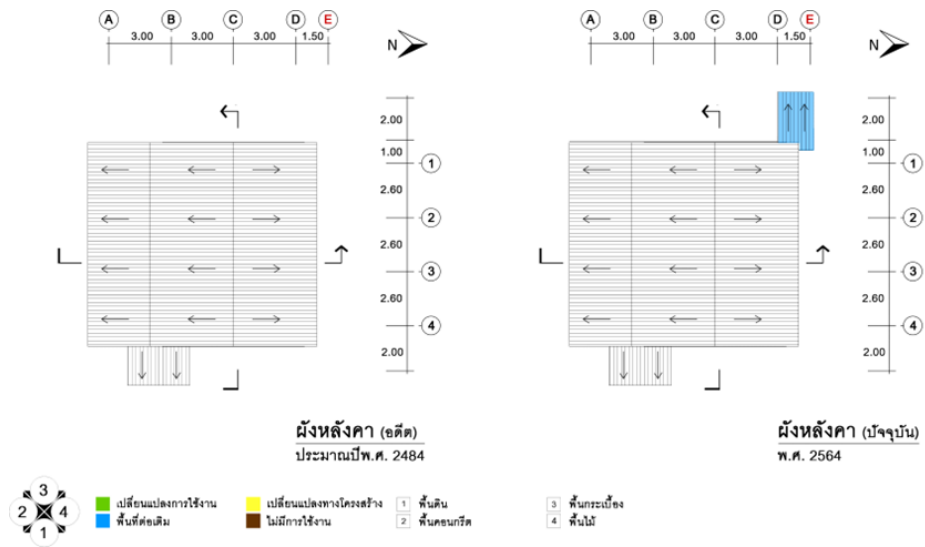 A B C D E
3.00 3.00 3.00 1.50
N
2.00
1.00
1
2.60
2
2.60
3
2.60
4
2.00
ผังหลังคา (อดีต)
ประมาณปีพ.ศ. 2484
A B C D E
3.00 3.00 3.00 1.50
N
2.00
1.00
1
2.60
2
2.60
3
2.60
4
2.00
ผังหลังคา (ปัจจุบัน)
พ.ศ. 2564
3
2 4
1
เปลี่ยนแปลงการใช้งาน เปลี่ยนแปลงทางโครงสร้าง 1 พื้นดิน 3 พื้นกระเบื้อง
พื้นที่ต่อเติม ไม่มีการใช้งาน 2 พื้นคอนกรีต 4 พื้นไม้